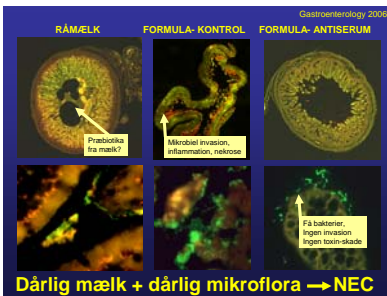 Gastroenterology 2006
RÅMÆLK
FORMULA- KONTROL
FORMULA- ANTISERUM
Præbiotika
fra mælk?
Mikrobiel invasion,
inflammation, nekrose
Få bakterier,
Ingen invasion
Ingen toxin-skade
Dårlig mælk + dårlig mikroflora → NEC